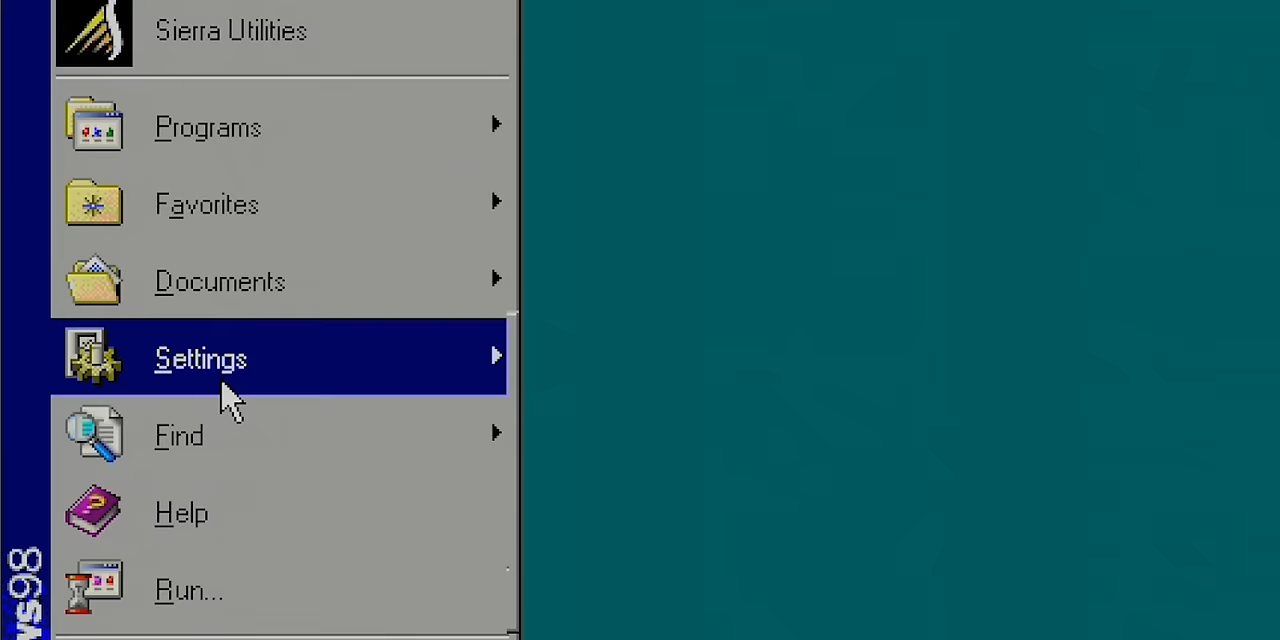 Sierra Utilities
Programs
Favorites
Documents
Settings
Find
Help
Run...
ws98